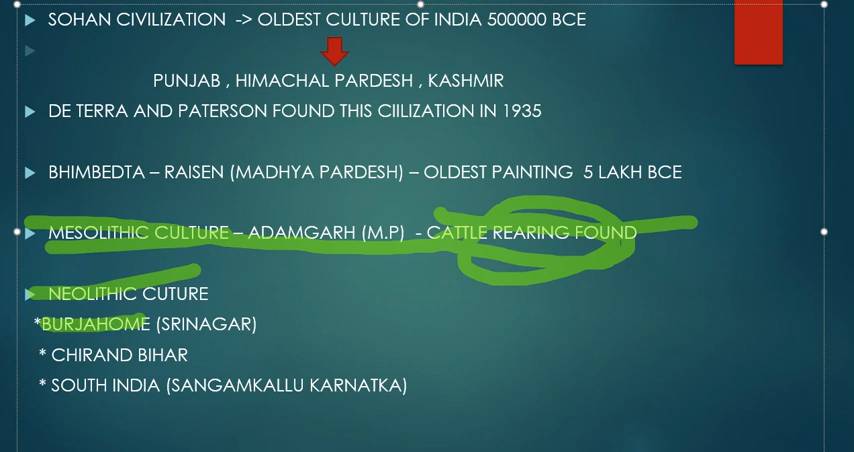 SOHAN CIVILIZATION -> OLDEST CULTURE OF INDIA 500000 BCE
PUNJAB , HIMACHAL PARDESH , KASHMIR
DE TERRA AND PATERSON FOUND THIS CIILIZATION IN 1935
BHIMBEDTA – RAISEN (MADHYA PARDESH) – OLDEST PAINTING 5 LAKH BCE
MESOLITHIC CULTURE – ADAMGARH (M.P) - CATTLE REARING FOUND
NEOLITHIC CUTURE
*BURJAHOME (SRINAGAR)
* CHIRAND BIHAR
* SOUTH INDIA (SANGAMKALLU KARNATKA)